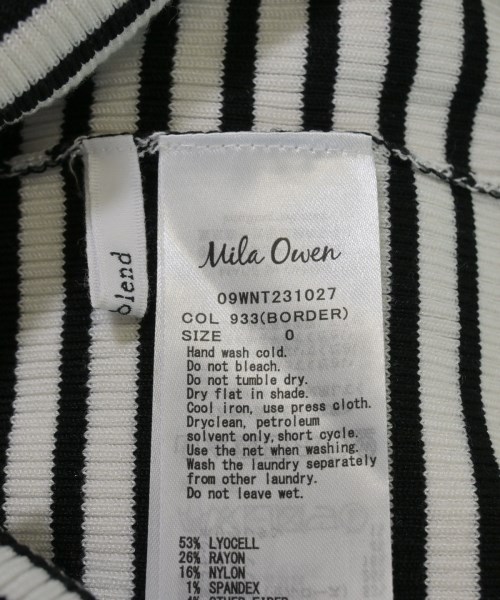 blend
Mila Owen
09WNT231027
COL 933(BORDER)
SIZE 0
Hand wash cold.
Do not bleach.
Do not tumble dry.
Dry flat in shade.
Cool iron, use press cloth.
Dryclean, petroleum
solvent only, short cycle.
Use the net when washing.
Wash the laundry separately
from other laundry.
Do not leave wet.
53% LYOCELL
26% RAYON
16% NYLON
1% SPANDEX
4% OTHER FIBER